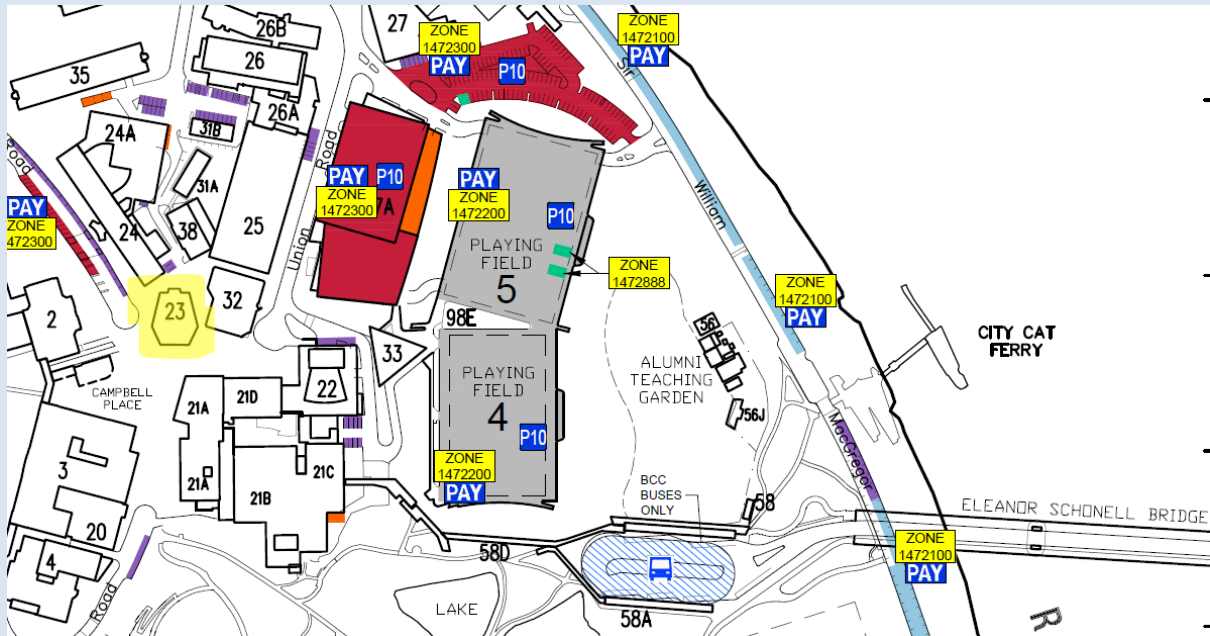 26B
27
ZONE
1472300
PAY
ZONE
1472100
PAY
35
26
P10
Sir
26A
24A
31B
Road
Road
PAY
P10
ZONE
1472300
7A
PAY
ZONE
1472200
P10
William
31A
PAY
ZONE
472300
24
38
25
Union
PLAYING
FIELD
5
ZONE
1472888
ZONE
1472100
PAY
2
23
32
98E
33
56
CITY CAT
FERRY
ALUMNI
TEACHING
GARDEN
CAMPBELL
PLACE
22
21D
21A
PLAYING
FIELD
4
P10
56J
MacGregor
3
21A
21B
21C
ZONE
1472200
PAY
BCC
BUSES
ONLY
58
ELEANOR SCHONELL BRIDGE
20
4
58D
ZONE
1472100
PAY
Road
LAKE
58A
R